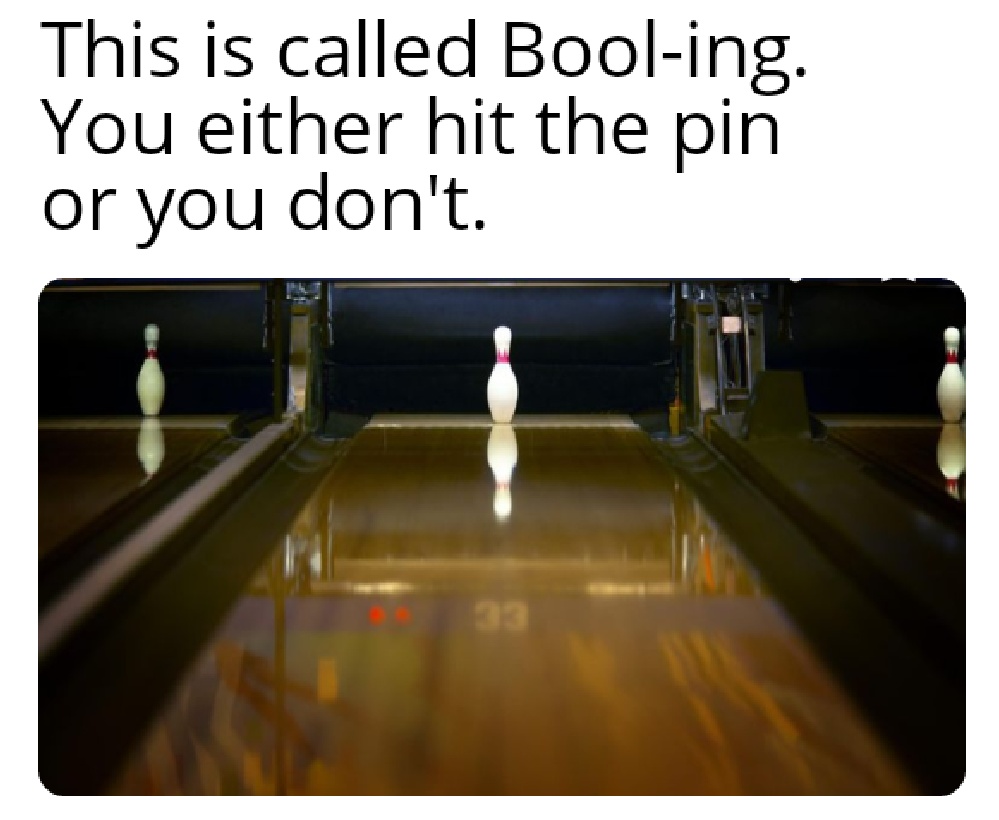 This is called Bool-ing.
You either hit the pin
or you don't.
33